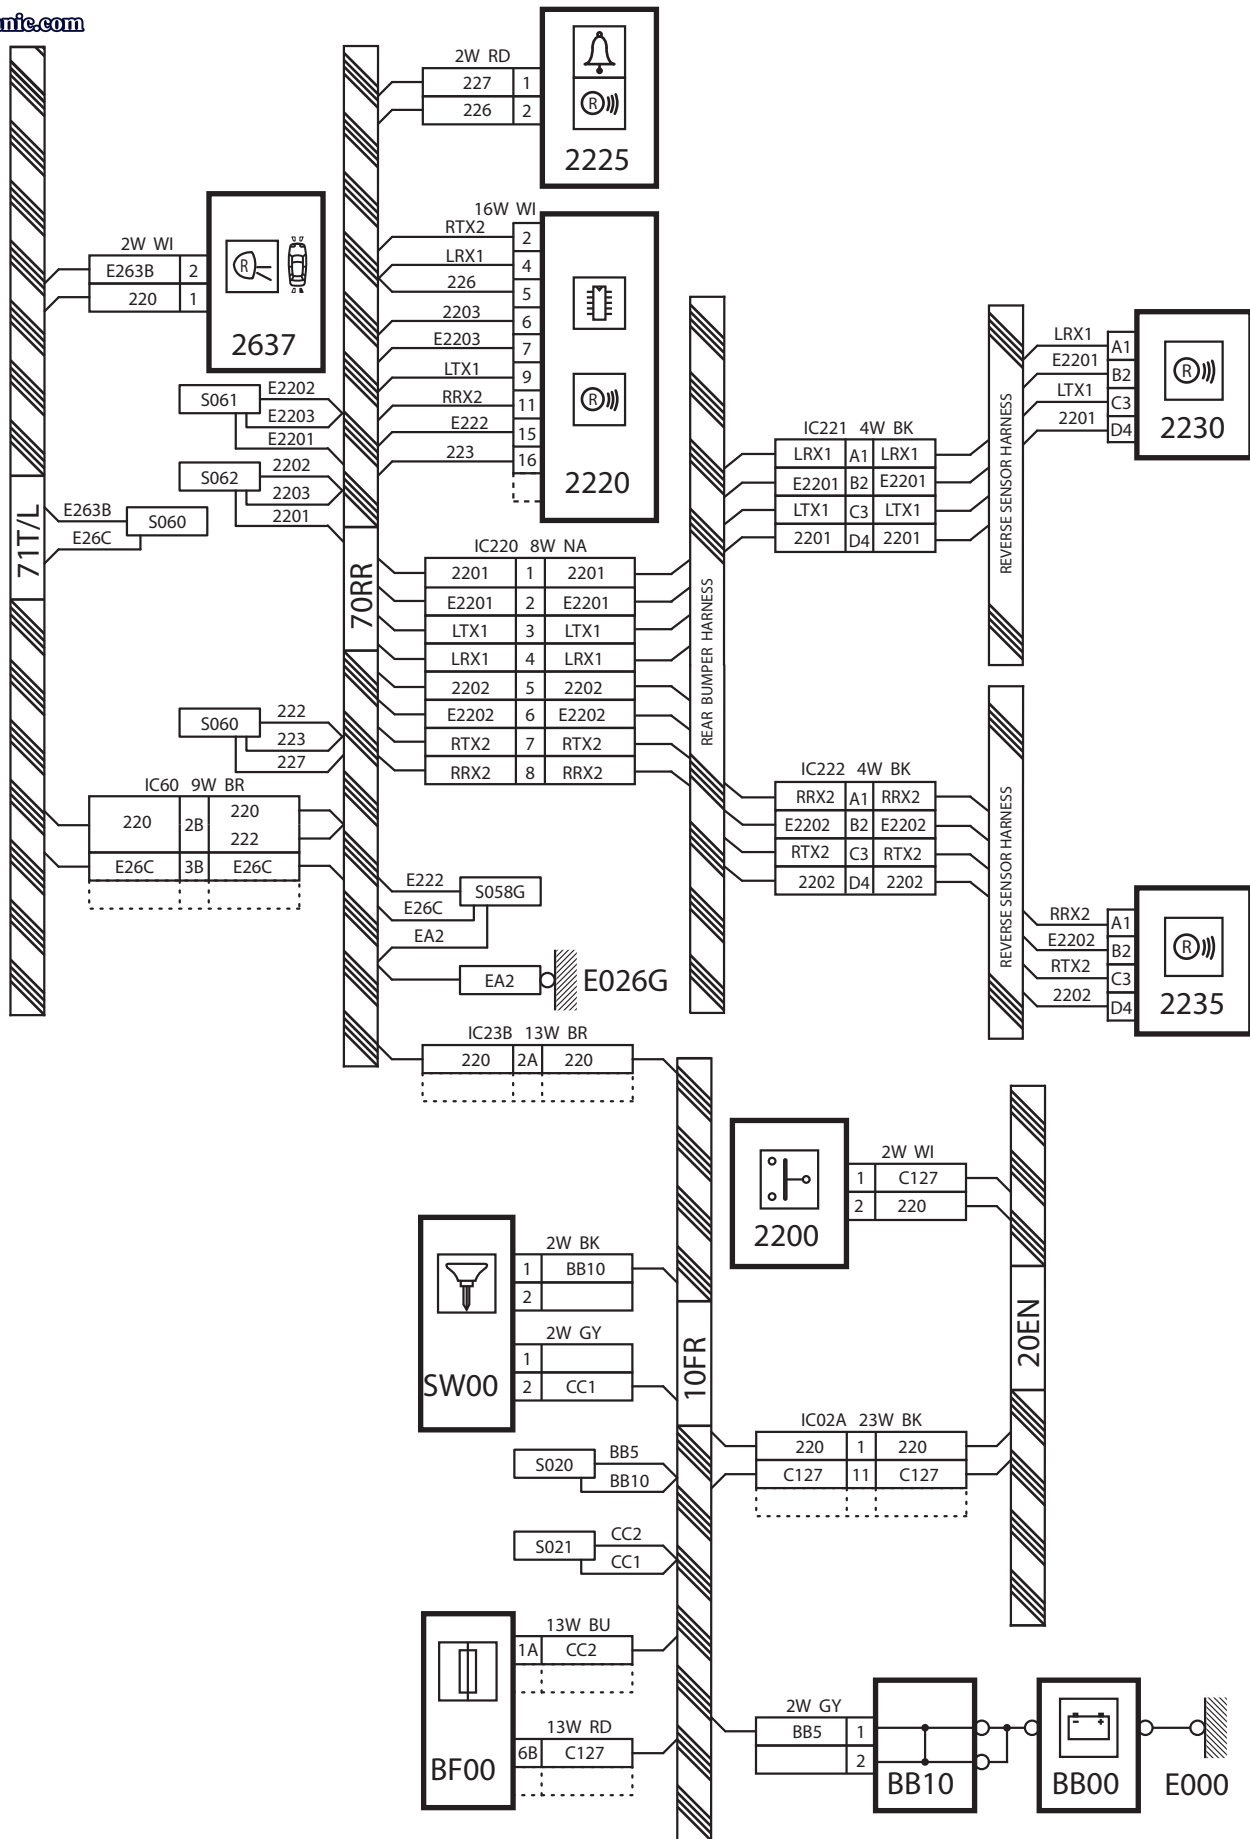 nic.com
2W RD
227 1
226 2
2225
2W WI
E263B 2
220 1
2637
16W WI
RTX2 2
LRX1 4
226 5
2203 6
E2203 7
LTX1 9
RRX2 11
E222 15
223 16
2220
S061
E2202
E2203
E2201
S062
2202
2203
2201
71T/L
E263B
E26C
S060
70RR
IC220 8W NA
2201 1 2201
E2201 2 E2201
LTX1 3 LTX1
LRX1 4 LRX1
2202 5 2202
E2202 6 E2202
RTX2 7 RTX2
RRX2 8 RRX2
REAR BUMPER HARNESS
IC221 4W BK
LRX1 A1 LRX1
E2201 B2 E2201
LTX1 C3 LTX1
2201 D4 2201
REVERSE SENSOR HARNESS
LRX1 A1
E2201 B2
LTX1 C3
2201 D4
2230
S060
222
223
227
IC60 9W BR
220 2B 220
222
E26C 3B E26C
IC222 4W BK
RRX2 A1 RRX2
E2202 B2 E2202
RTX2 C3 RTX2
2202 D4 2202
REVERSE SENSOR HARNESS
RRX2 A1
E2202 B2
RTX2 C3
2202 D4
2235
E222
E26C
EA2
S058G
EA2
E026G
IC23B 13W BR
220 2A 220
2200
2W WI
1 C127
2 220
20EN
SW00
2W BK
1 BB10
2
2W GY
1
2 CC1
10FR
IC02A 23W BK
220 1 220
C127 11 C127
S020
BB5
BB10
S021
CC2
CC1
BF00
13W BU
1A CC2
13W RD
6B C127
2W GY
BB5 1
2
BB10
BB00
E000